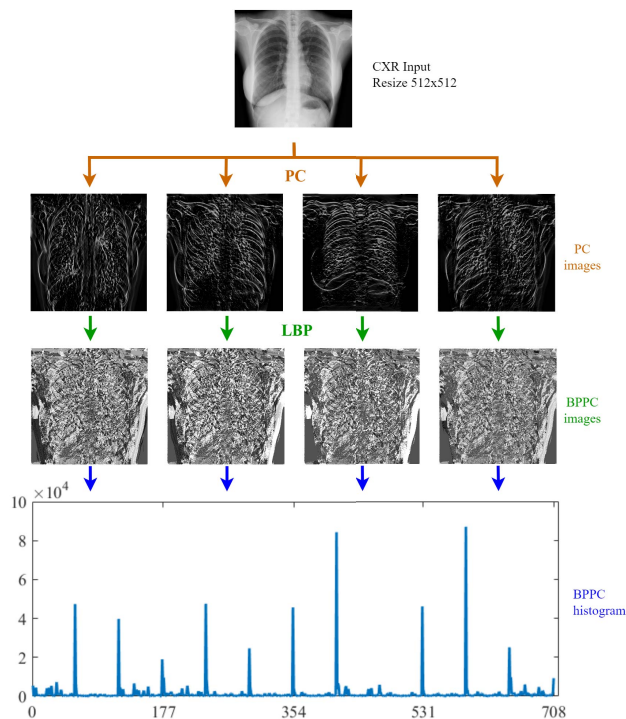 CXR Input
Resize 512x512
PC
PC
images
LBP
BPPC
images
×10⁴
10
8
6
4
2
0
0 177 354 531 708
BPPC
histogram